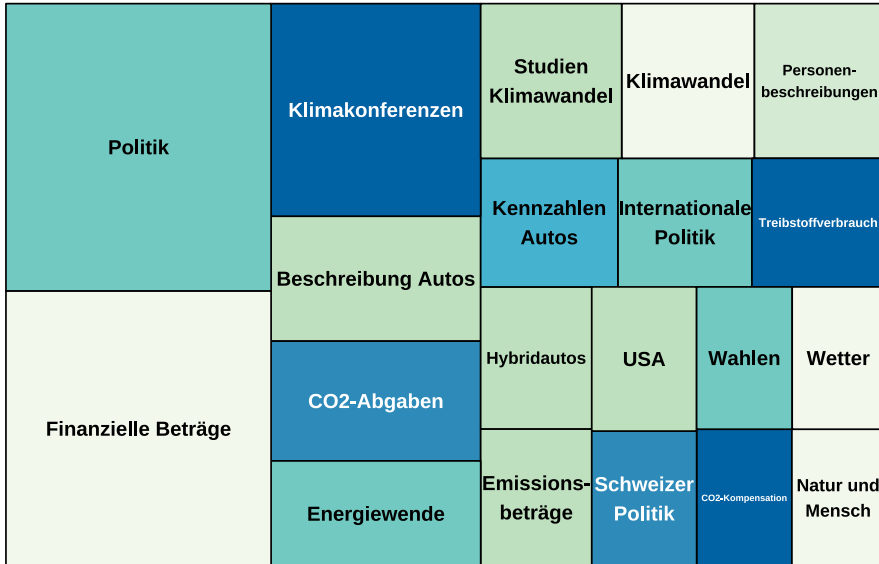 Politik
Finanzielle Beträge
Klimakonferenzen
Beschreibung Autos
CO2-Abgaben
Energiewende
Studien
Klimawandel
Klimawandel
Personen-
beschreibungen
Kennzahlen
Autos
Internationale
Politik
Treibstoffverbrauch
Hybridautos
USA
Wahlen
Wetter
Emissions-
beträge
Schweizer
Politik
CO2-Kompensation
Natur und
Mensch